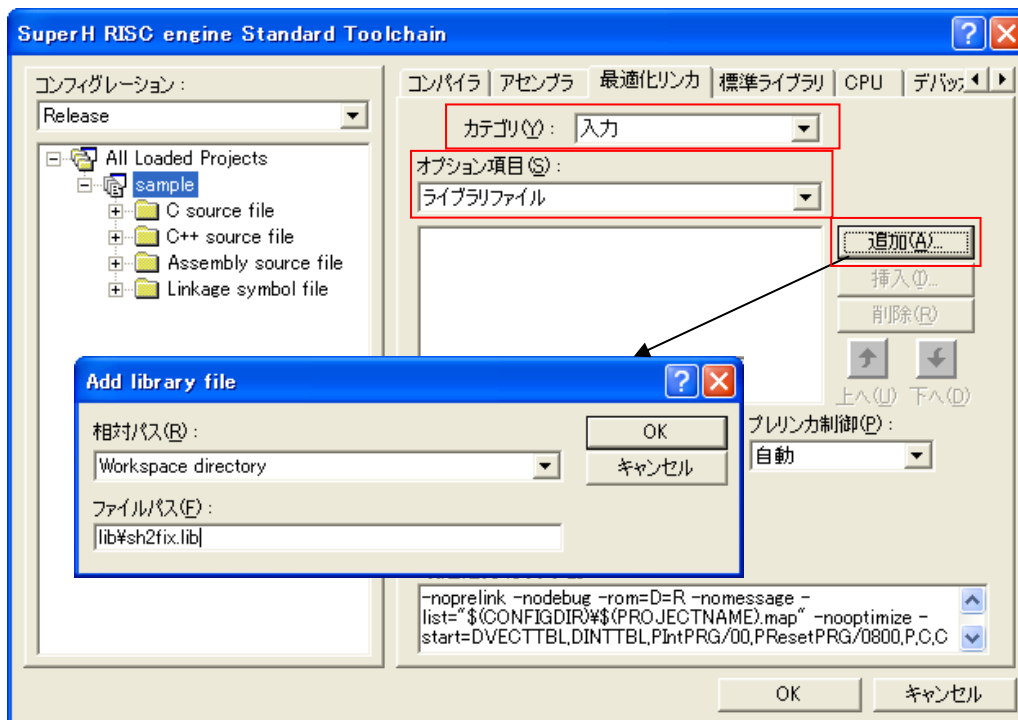 SuperH RISC engine Standard Toolchain
コンフィグレーション :
Release
All Loaded Projects
sample
C source file
C++ source file
Assembly source file
Linkage symbol file
コンパイラ
アセンブラ
最適化リンカ
標準ライブラリ
CPU
デバッ
カテゴリ(Y) :
入力
オプション項目(S) :
ライブラリファイル
追加(A)...
挿入(I)...
削除(R)
上へ(U)
下へ(D)
プレリンカ制御(P) :
自動
Add library file
相対パス(R) :
Workspace directory
ファイルパス(F) :
lib¥sh2fix.lib
OK
キャンセル
-noprelink -nodebug -rom=D=R -nomessage -
list="$(CONFIGDIR)¥$(PROJECTNAME).map" -nooptimize -
start=DVECTTBL,DINTTBL,PIntPRG/00,PResetPRG/0800,P,C,C
OK
キャンセル